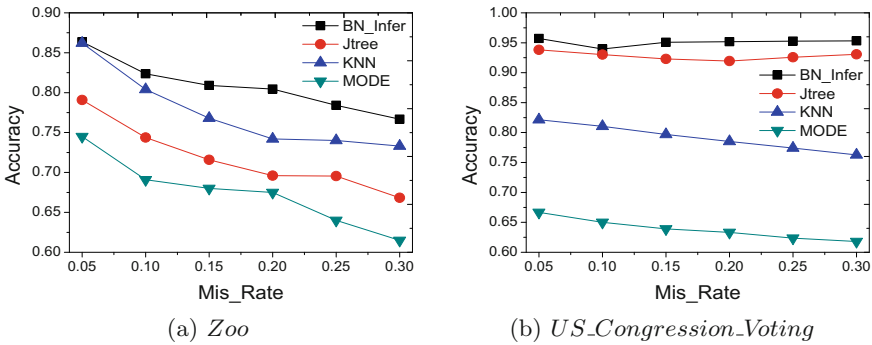 0.90
0.85
0.80
0.75
0.70
0.65
0.60
Accuracy
BN_Infer
Jtree
KNN
MODE
0.05 0.10 0.15 0.20 0.25 0.30
Mis_Rate
(a) Zoo
1.00
0.95
0.90
0.85
0.80
0.75
0.70
0.65
0.60
Accuracy
BN_Infer
Jtree
KNN
MODE
0.05 0.10 0.15 0.20 0.25 0.30
Mis_Rate
(b) US_Congression_Voting